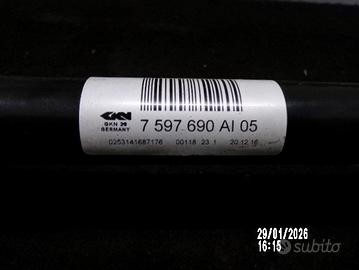 GKN
GKN 26
GERMANY
7 597 690 AI 05
0253141687176 00118 23 1 20.12.16
29/01/2026
16:15
subito